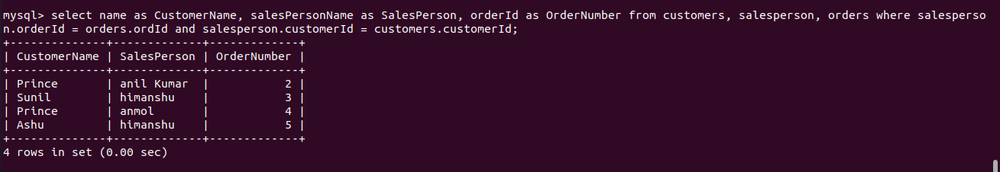 mysql> select name as CustomerName, salesPersonName as SalesPerson, orderId as OrderNumber from customers, salesperson, orders where salesperso
n.orderId = orders.ordId and salesperson.customerId = customers.customerId;
+--------------+-------------+-------------+
| CustomerName | SalesPerson | OrderNumber |
+--------------+-------------+-------------+
| Prince       | anil Kumar  |           2 |
| Sunil        | himanshu    |           3 |
| Prince       | anmol       |           4 |
| Ashu         | himanshu    |           5 |
+--------------+-------------+-------------+
4 rows in set (0.00 sec)